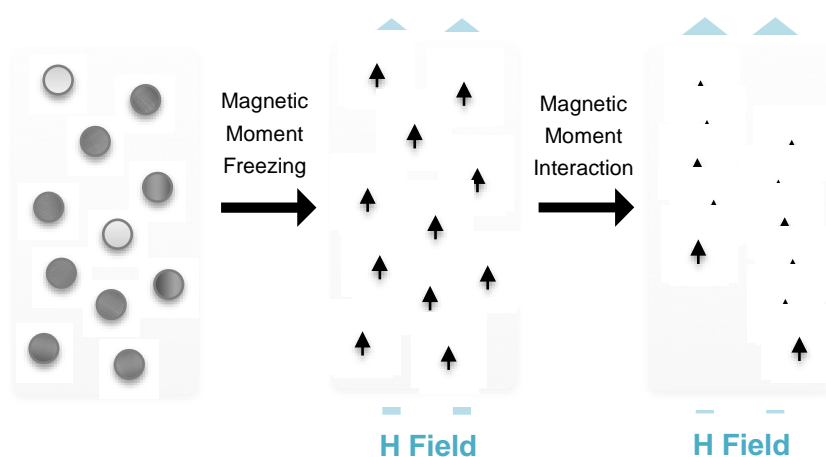 Magnetic
Moment
Freezing
Magnetic
Moment
Interaction
H Field
H Field